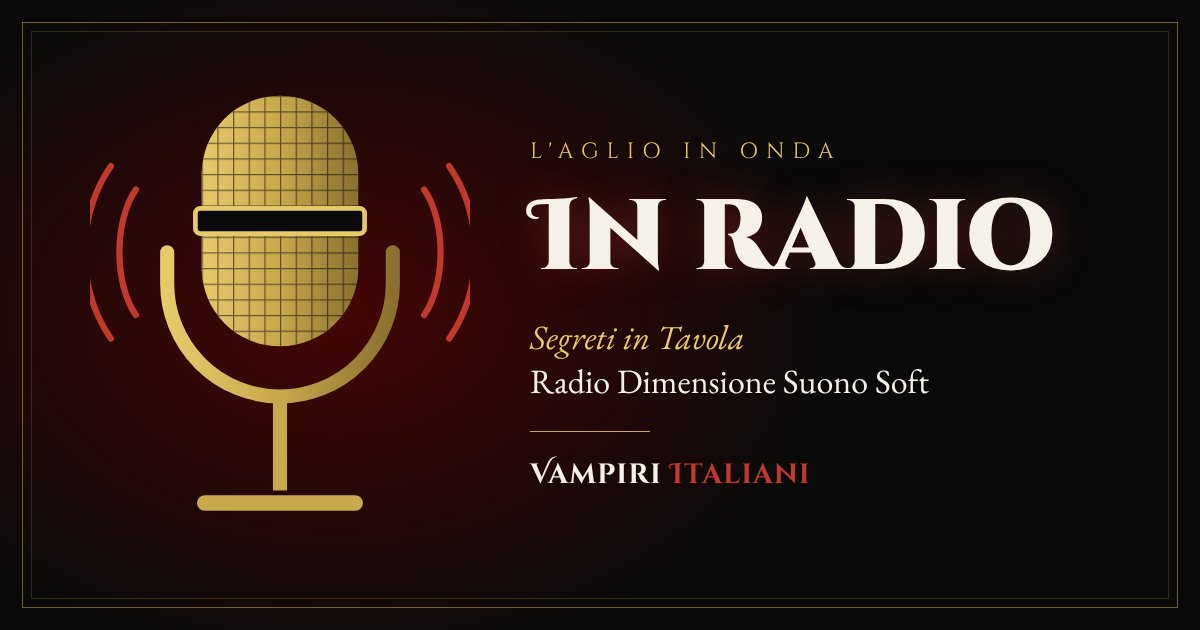 L'AGLIO IN ONDA
IN RADIO
Segreti in Tavola
Radio Dimensione Suono Soft
VAMPIRI ITALIANI